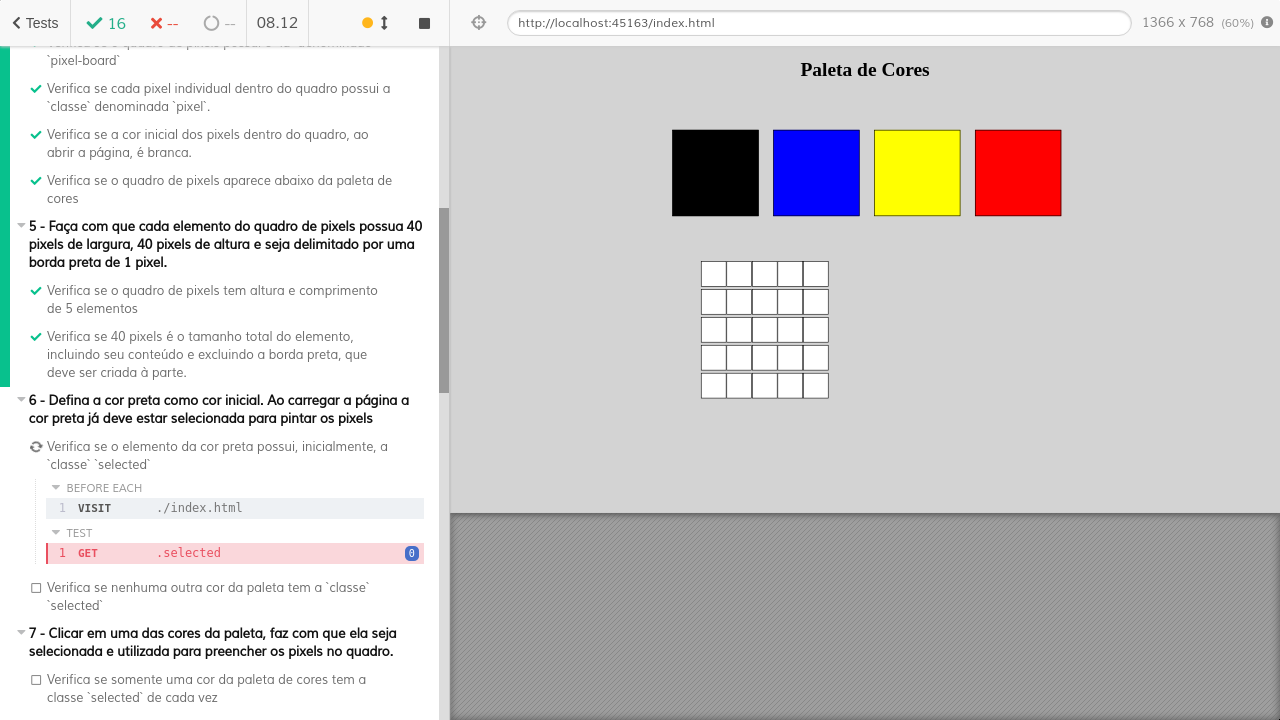 Tests
16
--
--
08.12
http://localhost:45163/index.html
1366 x 768 (60%)
`pixel-board`
Verifica se cada pixel individual dentro do quadro possui a
`classe` denominada `pixel`.
Verifica se a cor inicial dos pixels dentro do quadro, ao
abrir a página, é branca.
Verifica se o quadro de pixels aparece abaixo da paleta de
cores
5 - Faça com que cada elemento do quadro de pixels possua 40
pixels de largura, 40 pixels de altura e seja delimitado por uma
borda preta de 1 pixel.
Verifica se o quadro de pixels tem altura e comprimento
de 5 elementos
Verifica se 40 pixels é o tamanho total do elemento,
incluindo seu conteúdo e excluindo a borda preta, que
deve ser criada à parte.
6 - Defina a cor preta como cor inicial. Ao carregar a página a
cor preta já deve estar selecionada para pintar os pixels
Verifica se o elemento da cor preta possui, inicialmente, a
`classe` `selected`
BEFORE EACH
1 VISIT ./index.html
TEST
1 GET .selected 0
Verifica se nenhuma outra cor da paleta tem a `classe`
`selected`
7 - Clicar em uma das cores da paleta, faz com que ela seja
selecionada e utilizada para preencher os pixels no quadro.
Verifica se somente uma cor da paleta de cores tem a
classe `selected` de cada vez
Paleta de Cores